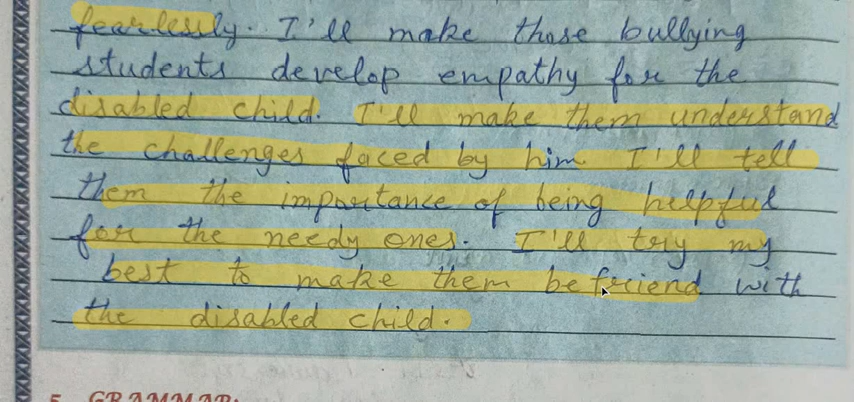 fearlessly. I'll make those bullying
students develop empathy for the
disabled child. I'll make them understand
the challenges faced by him. I'll tell
them the importance of being helpful
for the needy ones. I'll try my
best to make them befriend with
the disabled child.
5. GRAMMAR: